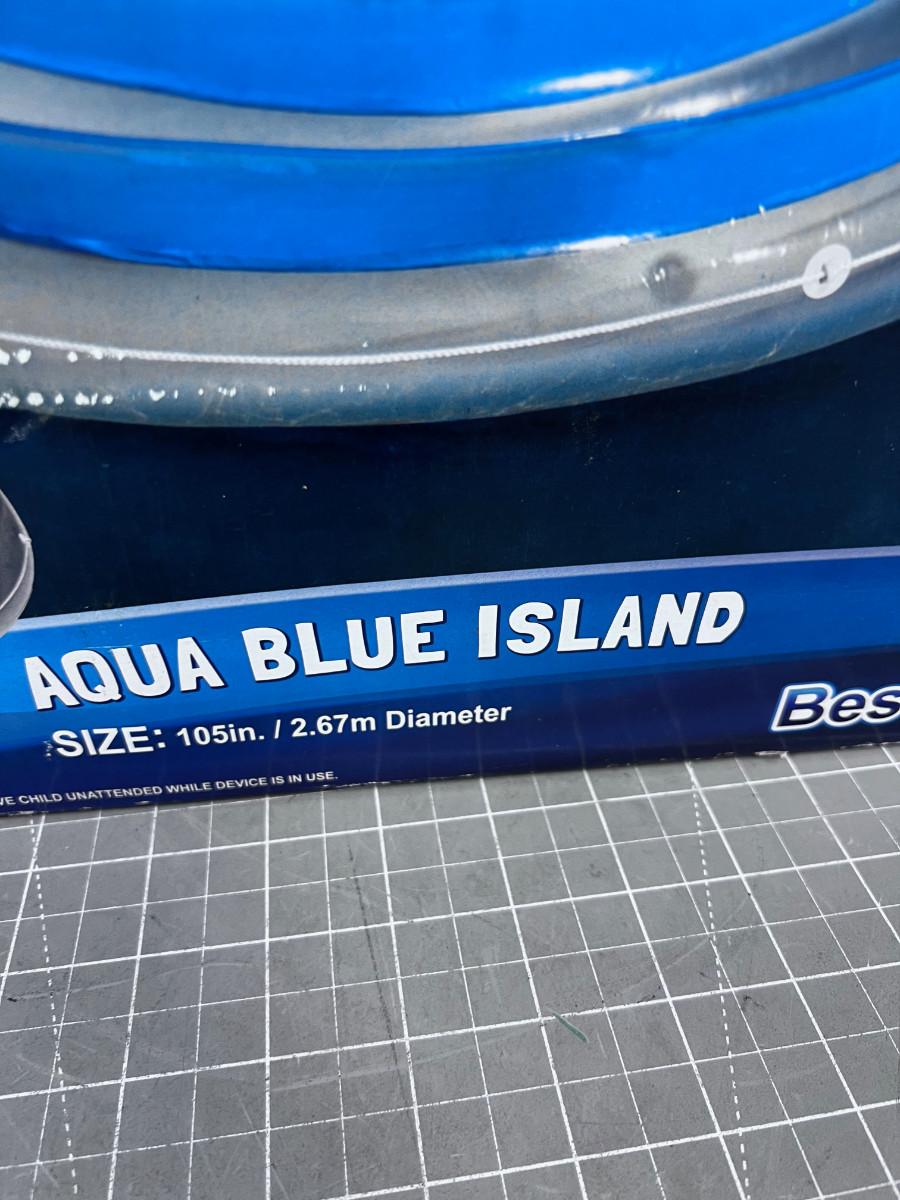 AQUA BLUE ISLAND
SIZE: 105in. / 2.67m Diameter
Bes
CHILD UNATTENDED WHILE DEVICE IS IN USE.